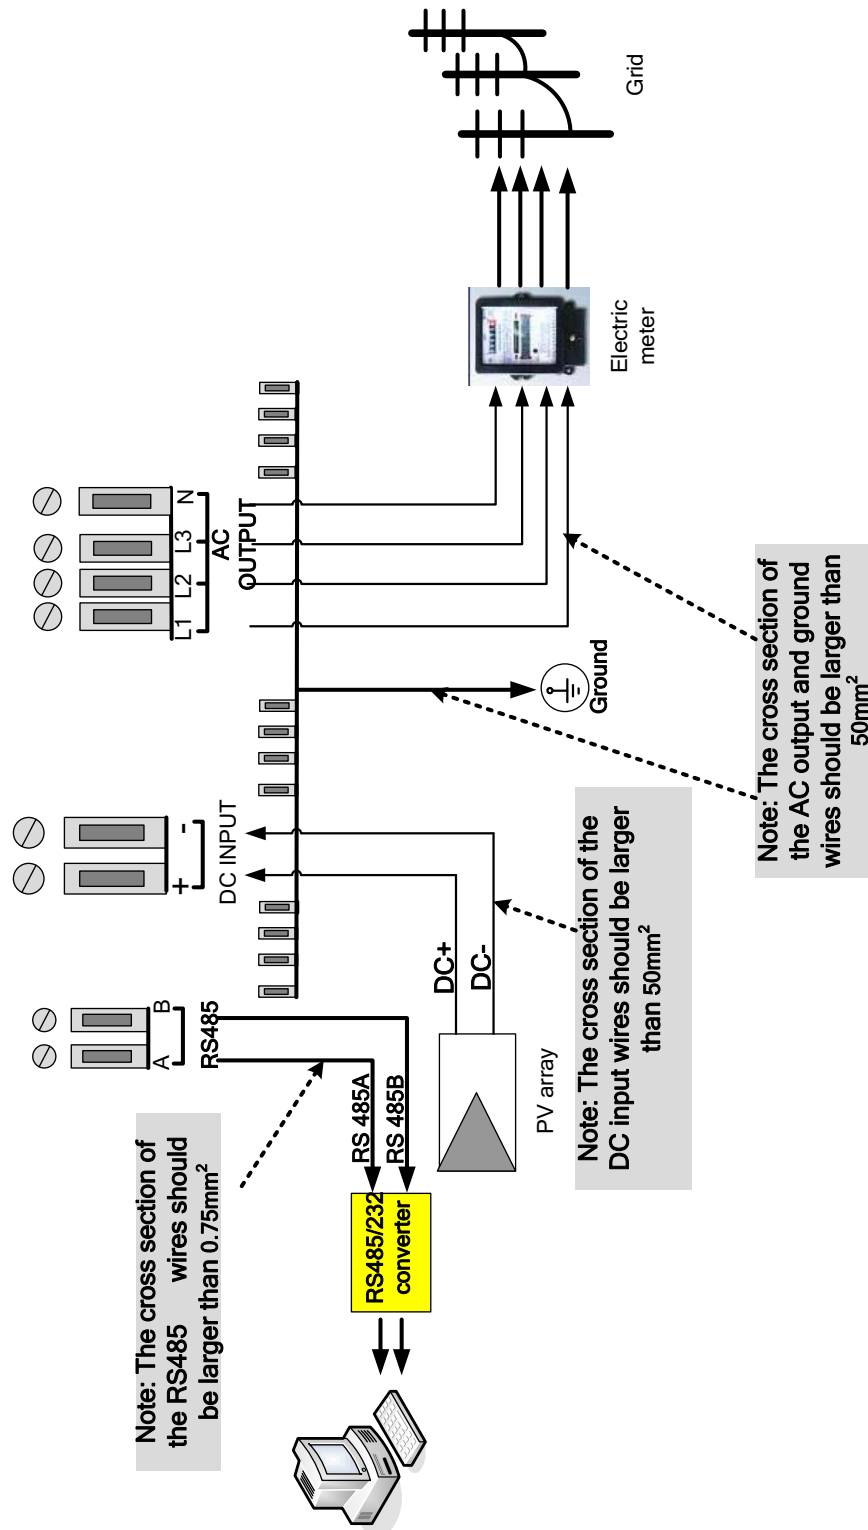 Note: The cross section of
the RS485 wires should
be larger than 0.75mm²
A
B
RS485
RS 485A
RS 485B
RS485/232
converter
+
-
DC INPUT
DC+
DC-
PV array
Note: The cross section of the
DC input wires should be larger
than 50mm²
L1
L2
L3
N
AC
OUTPUT
Ground
Note: The cross section of
the AC output and ground
wires should be larger than
50mm²
Electric
meter
Grid